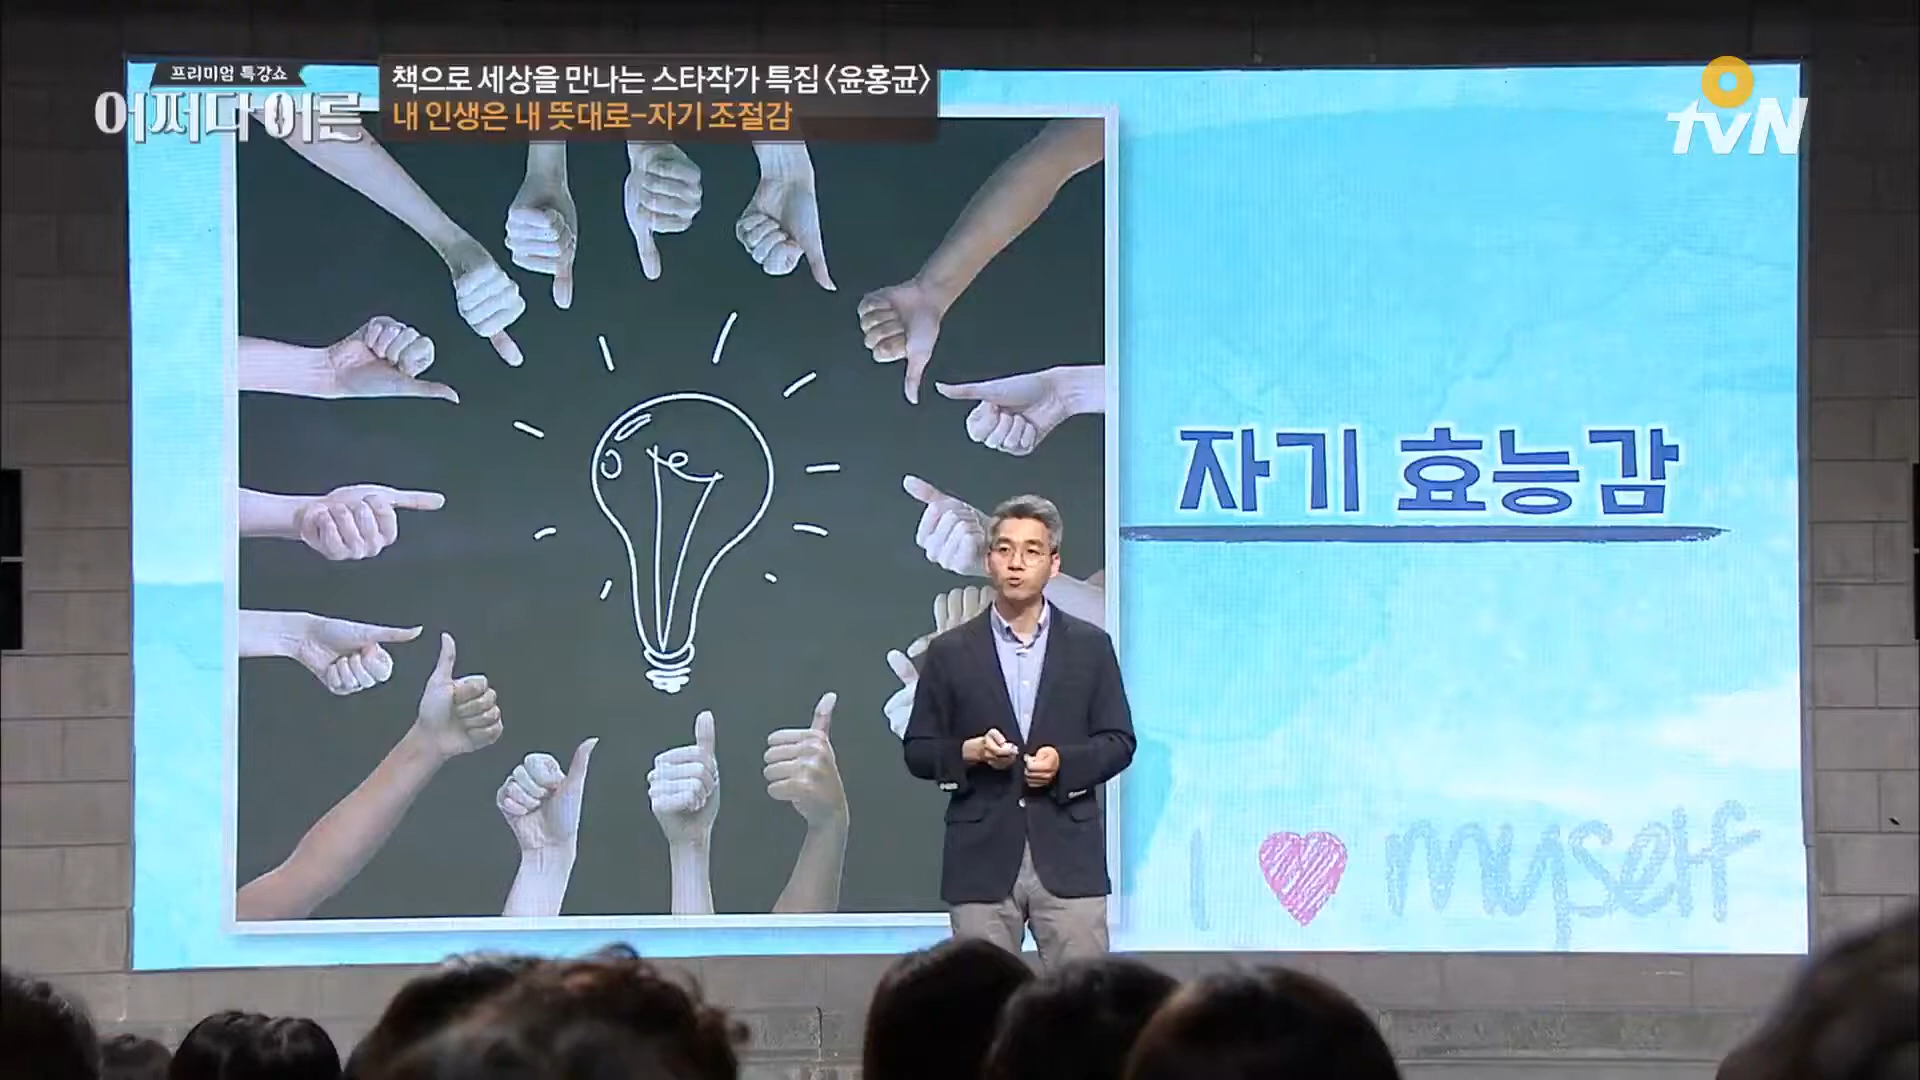 프리미엄 특강쇼
어쩌다 어른
책으로 세상을 만나는 스타작가 특집 <윤홍균>
내 인생은 내 뜻대로-자기 조절감
tvN
자기 효능감
I ♥ myself